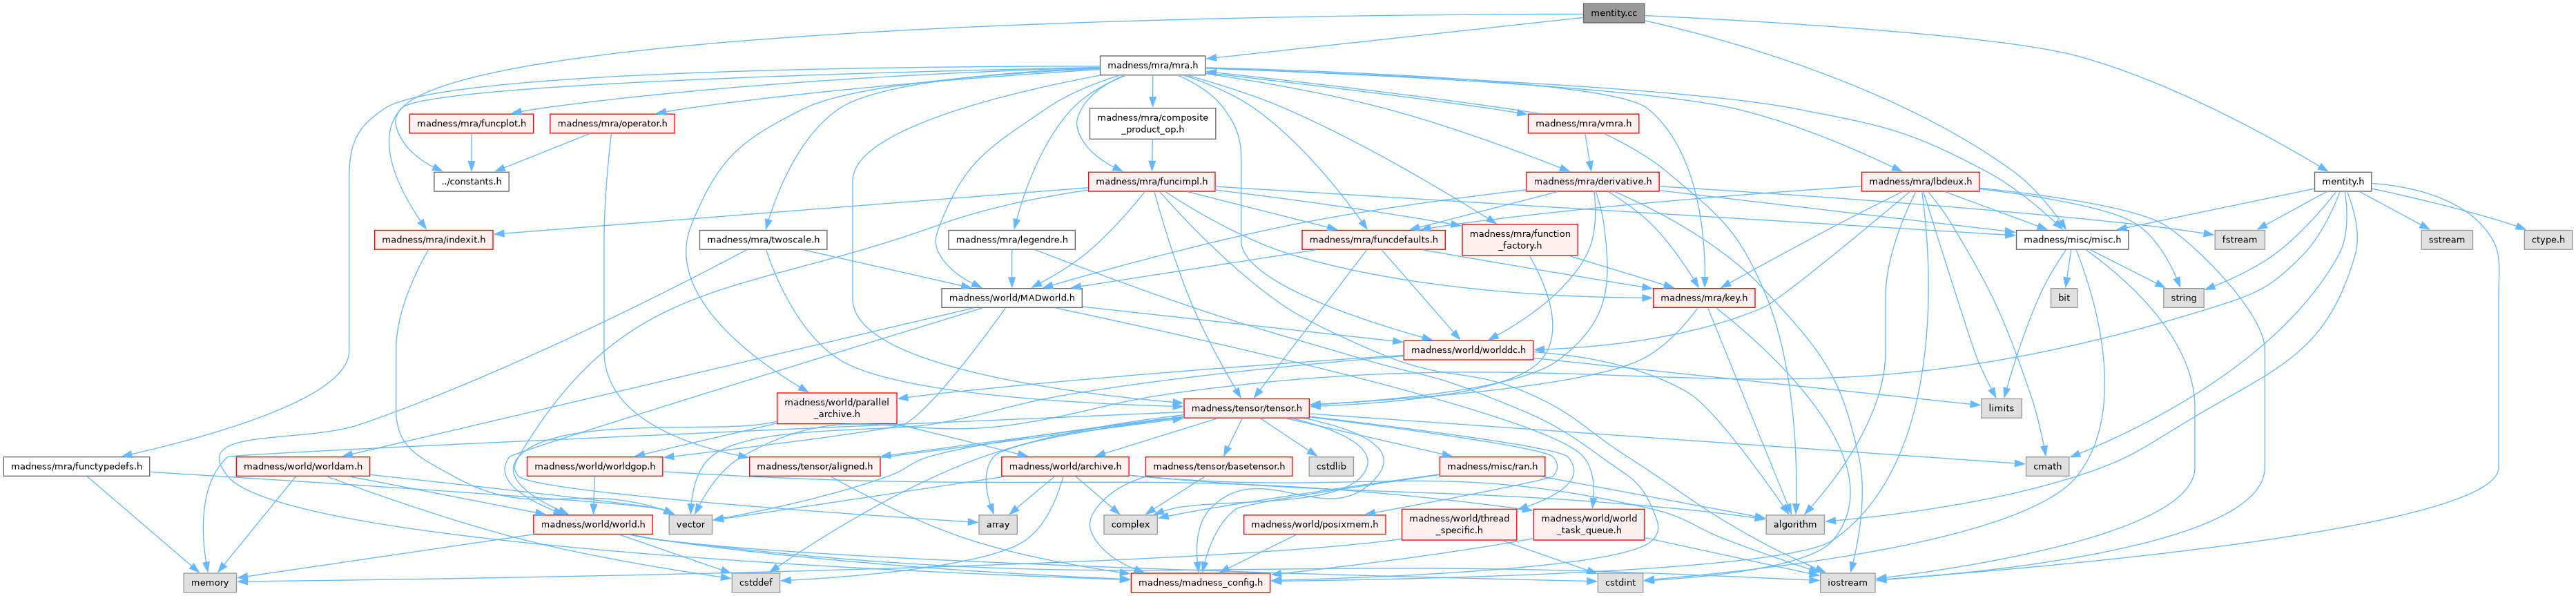 mentity.cc
madness/mra/mra.h
madness/mra/composite
_product_op.h
madness/mra/funcplot.h
madness/mra/operator.h
madness/mra/vmra.h
../constants.h
madness/mra/funcimpl.h
madness/mra/derivative.h
madness/mra/lbdeux.h
mentity.h
madness/mra/indexit.h
madness/mra/twoscale.h
madness/mra/legendre.h
madness/mra/funcdefaults.h
madness/mra/function
_factory.h
madness/misc/misc.h
fstream
sstream
ctype.h
madness/world/MADworld.h
madness/mra/key.h
bit
string
madness/world/worlddc.h
madness/world/parallel
_archive.h
madness/tensor/tensor.h
limits
madness/mra/functypedefs.h
madness/world/worldam.h
madness/world/worldgop.h
madness/tensor/aligned.h
madness/world/archive.h
madness/tensor/basetensor.h
cstdlib
madness/misc/ran.h
cmath
madness/world/world.h
vector
array
complex
madness/world/posixmem.h
madness/world/thread
_specific.h
madness/world/world
_task_queue.h
algorithm
memory
cstddef
madness/madness_config.h
cstdint
iostream